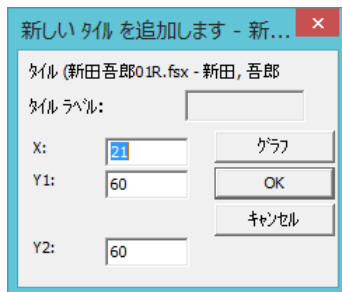 新しい ﾀｲﾙ を追加します - 新...
ﾀｲﾙ (新田吾郎01R.fsx - 新田, 吾郎
ﾀｲﾙ ﾗﾍﾞﾙ:
X: 21 ｸﾞﾗﾌ
Y1: 60 OK
ｷｬﾝｾﾙ
Y2: 60